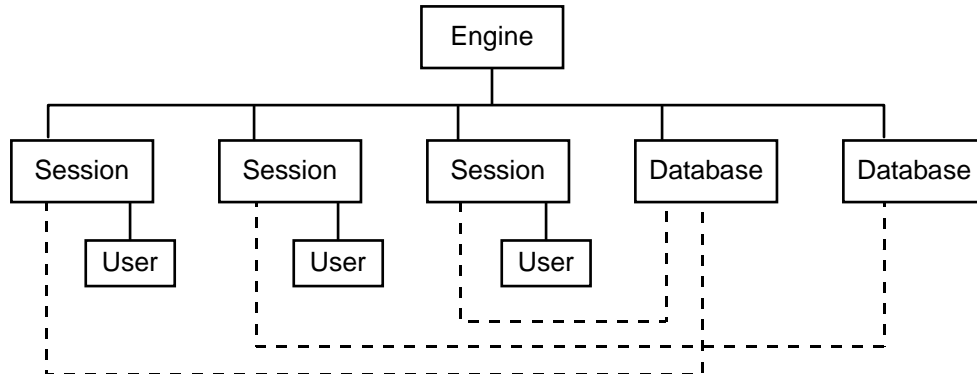 Engine
Session
Session
Session
Database
Database
User
User
User